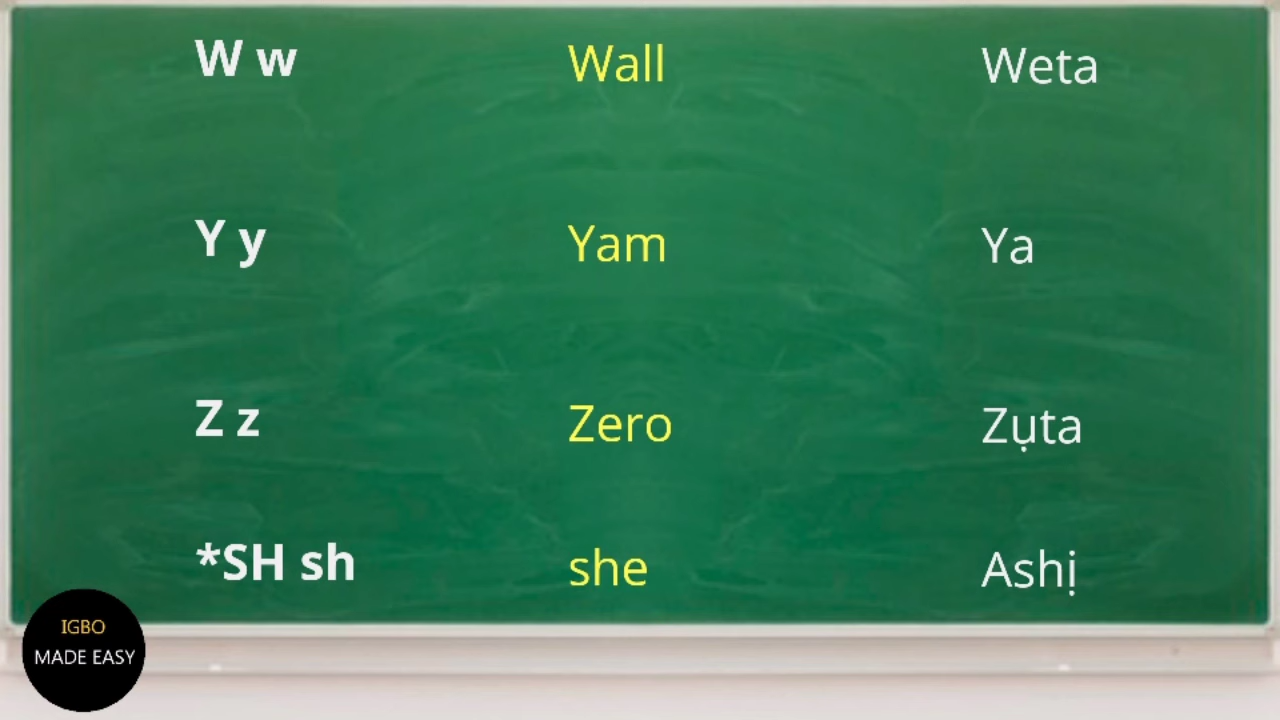 W w Wall Weta
Y y Yam Ya
Z z Zero Zụta
*SH sh she Ashị
IGBO
MADE EASY